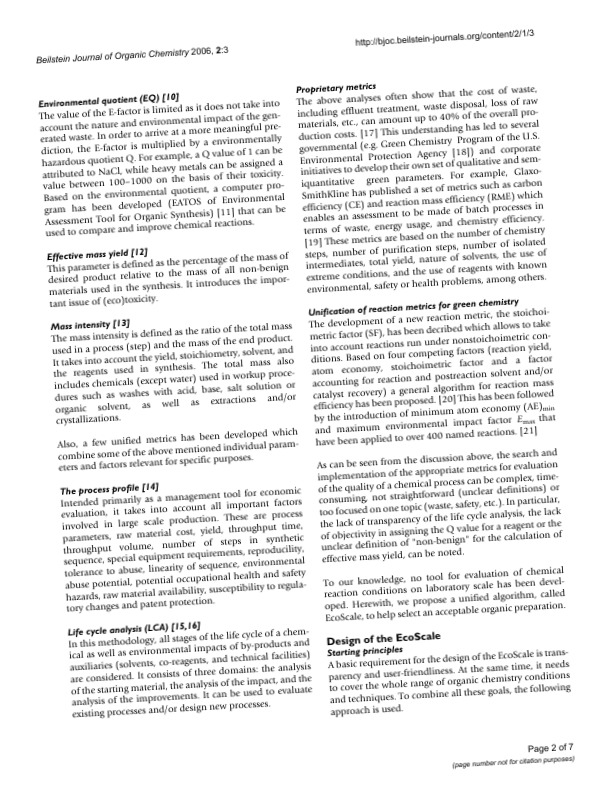 Beilstein Journal of Organic Chemistry 2006, 2:3
http://bjoc.beilstein-journals.org/content/2/1/3
Environmental quotient (EQ) [10]
The value of the E-factor is limited as it does not take into
account the nature and environmental impact of the gen-
erated waste. In order to arrive at a more meaningful pre-
diction, the E-factor is multiplied by a environmentally
hazardous quotient Q. For example, a Q value of 1 can be
attributed to NaCl, while heavy metals can be assigned a
value between 100–1000 on the basis of their toxicity.
Based on the environmental quotient, a computer pro-
gram has been developed (EATOS of Environmental
Assessment Tool for Organic Synthesis) [11] that can be
used to compare and improve chemical reactions.
Effective mass yield [12]
This parameter is defined as the percentage of the mass of
desired product relative to the mass of all non-benign
materials used in the synthesis. It introduces the impor-
tant issue of (eco)toxicity.
Mass intensity [13]
The mass intensity is defined as the ratio of the total mass
used in a process (step) and the mass of the end product.
It takes into account the yield, stoichiometry, solvent, and
the reagents used in synthesis. The total mass also
includes chemicals (except water) used in workup proce-
dures such as washes with acid, base, salt solution or
organic solvent, as well as extractions and/or
crystallizations.
Also, a few unified metrics has been developed which
combine some of the above mentioned individual param-
eters and factors relevant for specific purposes.
The process profile [14]
Intended primarily as a management tool for economic
evaluation, it takes into account all important factors
involved in large scale production. These are process
parameters, raw material cost, yield, throughput time,
throughput volume, number of steps in synthetic
sequence, special equipment requirements, reproducility,
tolerance to abuse, linearity of sequence, environmental
abuse potential, potential occupational health and safety
hazards, raw material availability, susceptibility to regula-
tory changes and patent protection.
Life cycle analysis (LCA) [15,16]
In this methodology, all stages of the life cycle of a chem-
ical as well as environmental impacts of by-products and
auxiliaries (solvents, co-reagents, and technical facilities)
are considered. It consists of three domains: the analysis
of the starting material, the analysis of the impact, and the
analysis of the improvements. It can be used to evaluate
existing processes and/or design new processes.
Proprietary metrics
The above analyses often show that the cost of waste,
including effluent treatment, waste disposal, loss of raw
materials, etc., can amount up to 40% of the overall pro-
duction costs. [17] This understanding has led to several
governmental (e.g. Green Chemistry Program of the U.S.
Environmental Protection Agency [18]) and corporate
initiatives to develop their own set of qualitative and sem-
iquantitative green parameters. For example, Glaxo-
SmithKline has published a set of metrics such as carbon
efficiency (CE) and reaction mass efficiency (RME) which
enables an assessment to be made of batch processes in
terms of waste, energy usage, and chemistry efficiency.
[19] These metrics are based on the number of chemistry
steps, number of purification steps, number of isolated
intermediates, total yield, nature of solvents, the use of
extreme conditions, and the use of reagents with known
environmental, safety or health problems, among others.
Unification of reaction metrics for green chemistry
The development of a new reaction metric, the stoichoi-
metric factor (SF), has been decribed which allows to take
into account reactions run under nonstoichiometric con-
ditions. Based on four competing factors (reaction yield,
atom economy, stoichoimetric factor and a factor
accounting for reaction and postreaction solvent and/or
catalyst recovery) a general algorithm for reaction mass
efficiency has been proposed. [20] This has been followed
by the introduction of minimum atom economy (AE)min
and maximum environmental impact factor Emax that
have been applied to over 400 named reactions. [21]
As can be seen from the discussion above, the search and
implementation of the appropriate metrics for evaluation
of the quality of a chemical process can be complex, time-
consuming, not straightforward (unclear definitions) or
too focused on one topic (waste, safety, etc.). In particular,
the lack of transparency of the life cycle analysis, the lack
of objectivity in assigning the Q value for a reagent or the
unclear definition of "non-benign" for the calculation of
effective mass yield, can be noted.
To our knowledge, no tool for evaluation of chemical
reaction conditions on laboratory scale has been devel-
oped. Herewith, we propose a unified algorithm, called
EcoScale, to help select an acceptable organic preparation.
Design of the EcoScale
Starting principles
A basic requirement for the design of the EcoScale is trans-
parency and user-friendliness. At the same time, it needs
to cover the whole range of organic chemistry conditions
and techniques. To combine all these goals, the following
approach is used.
Page 2 of 7
(page number not for citation purposes)